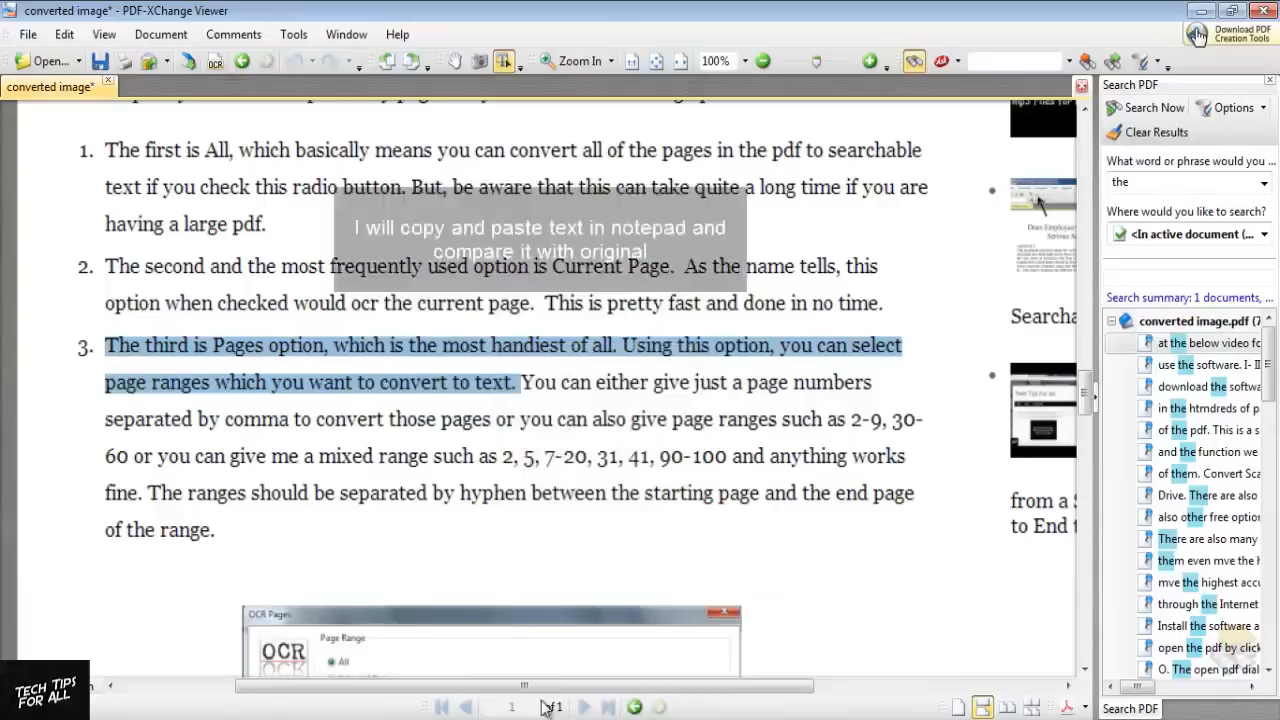 converted image* - PDF-XChange Viewer
File Edit View Document Comments Tools Window Help
Download PDF
Creation Tools
Open... OCR Zoom In 100%
converted image*
Search PDF
Search Now Options
Clear Results
What word or phrase would you ...
the
Where would you like to search?
<In active document (...
Search summary: 1 documents, ...
converted image.pdf (7
at the below video fo
use the software. I- II
download the softwa
in the htmdreds of p
of the pdf. This is a s
and the function we
of them. Convert Sca
Drive. There are also
also other free option
There are also many
them even mve the h
mve the highest accu
through the Internet
Install the software a
open the pdf by click
O. The open pdf dial
Search PDF
1. The first is All, which basically means you can convert all of the pages in the pdf to searchable
text if you check this radio button. But, be aware that this can take quite a long time if you are
having a large pdf.
I will copy and paste text in notepad and
compare it with original
2. The second and the most frequently used option is Current Page. As the name tells, this
option when checked would ocr the current page. This is pretty fast and done in no time.
3. The third is Pages option, which is the most handiest of all. Using this option, you can select
page ranges which you want to convert to text. You can either give just a page numbers
separated by comma to convert those pages or you can also give page ranges such as 2-9, 30-
60 or you can give me a mixed range such as 2, 5, 7-20, 31, 41, 90-100 and anything works
fine. The ranges should be separated by hyphen between the starting page and the end page
of the range.
Searcha
from a S
to End t
OCR Pages
Page Range
OCR
All
TECH TIPS
FOR ALL
1 of 1